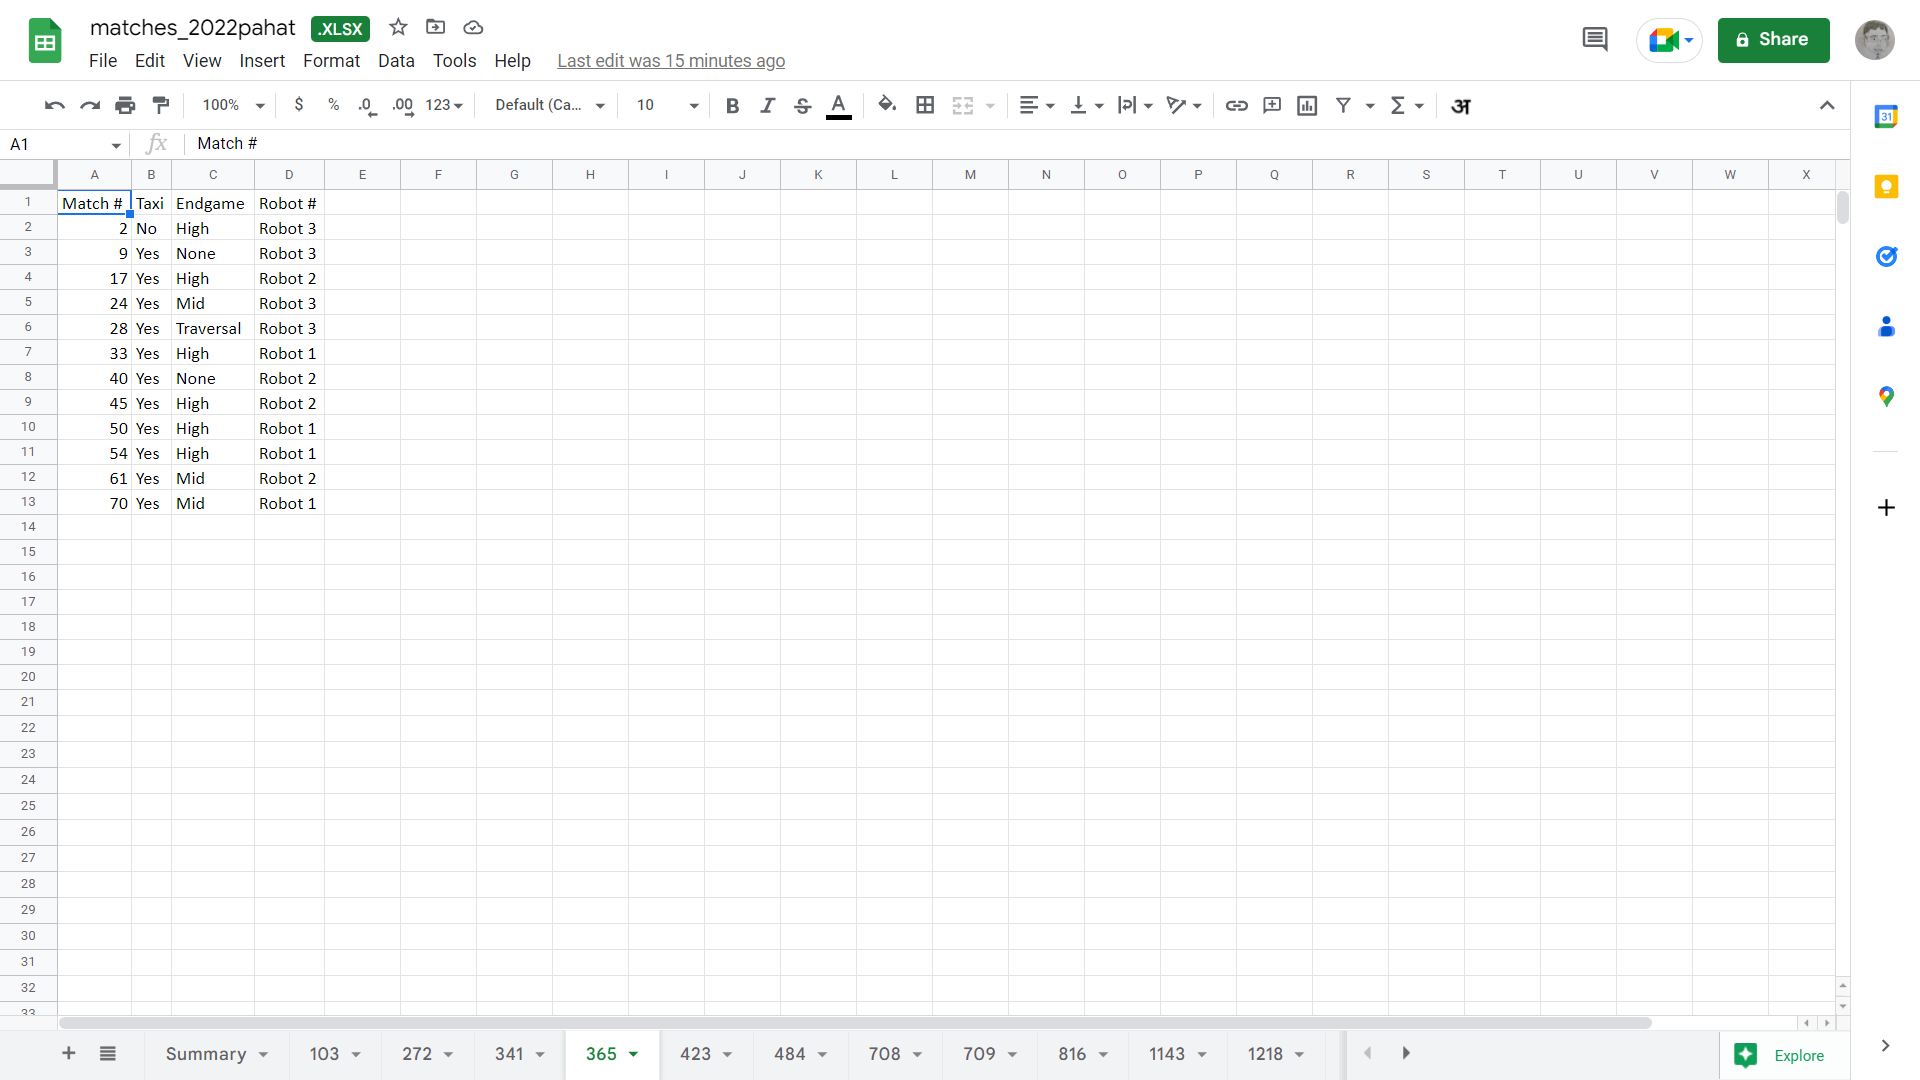 matches_2022pahat .XLSX
File Edit View Insert Format Data Tools Help Last edit was 15 minutes ago
Share
100% $ % .0 .00 123 Default (Ca... 10 B I S A अ
A1 fx Match #
A B C D E F G H I J K L M N O P Q R S T U V W X
1 Match # Taxi Endgame Robot #
2 2 No High Robot 3
3 9 Yes None Robot 3
4 17 Yes High Robot 2
5 24 Yes Mid Robot 3
6 28 Yes Traversal Robot 3
7 33 Yes High Robot 1
8 40 Yes None Robot 2
9 45 Yes High Robot 2
10 50 Yes High Robot 1
11 54 Yes High Robot 1
12 61 Yes Mid Robot 2
13 70 Yes Mid Robot 1
14
15
16
17
18
19
20
21
22
23
24
25
26
27
28
29
30
31
32
33
Summary 103 272 341 365 423 484 708 709 816 1143 1218 Explore
31